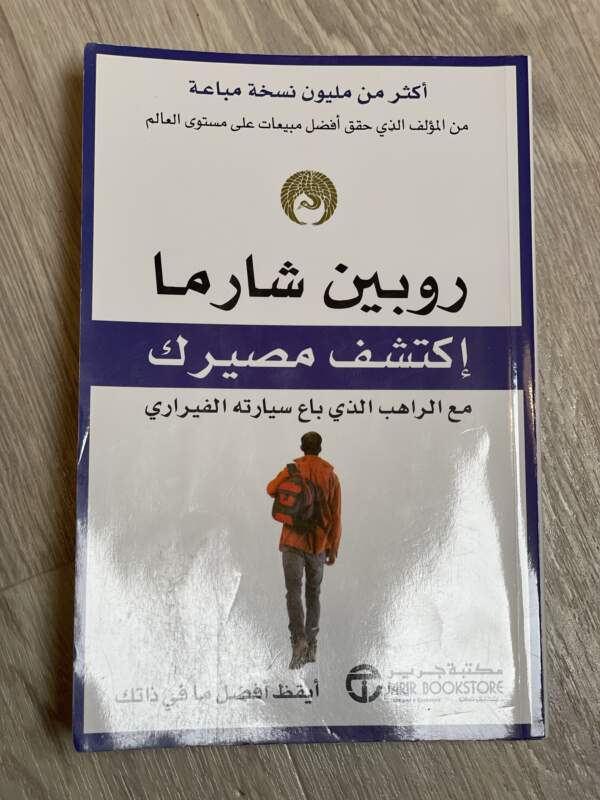 أكثر من مليون نسخة مباعة
من المؤلف الذي حقق أفضل مبيعات على مستوى العالم
روبين شارما
إكتشف مصيرك
مع الراهب الذي باع سيارته الفيراري
مكتبة جرير
JARIR BOOKSTORE
أيقظ أفضل ما في ذاتك